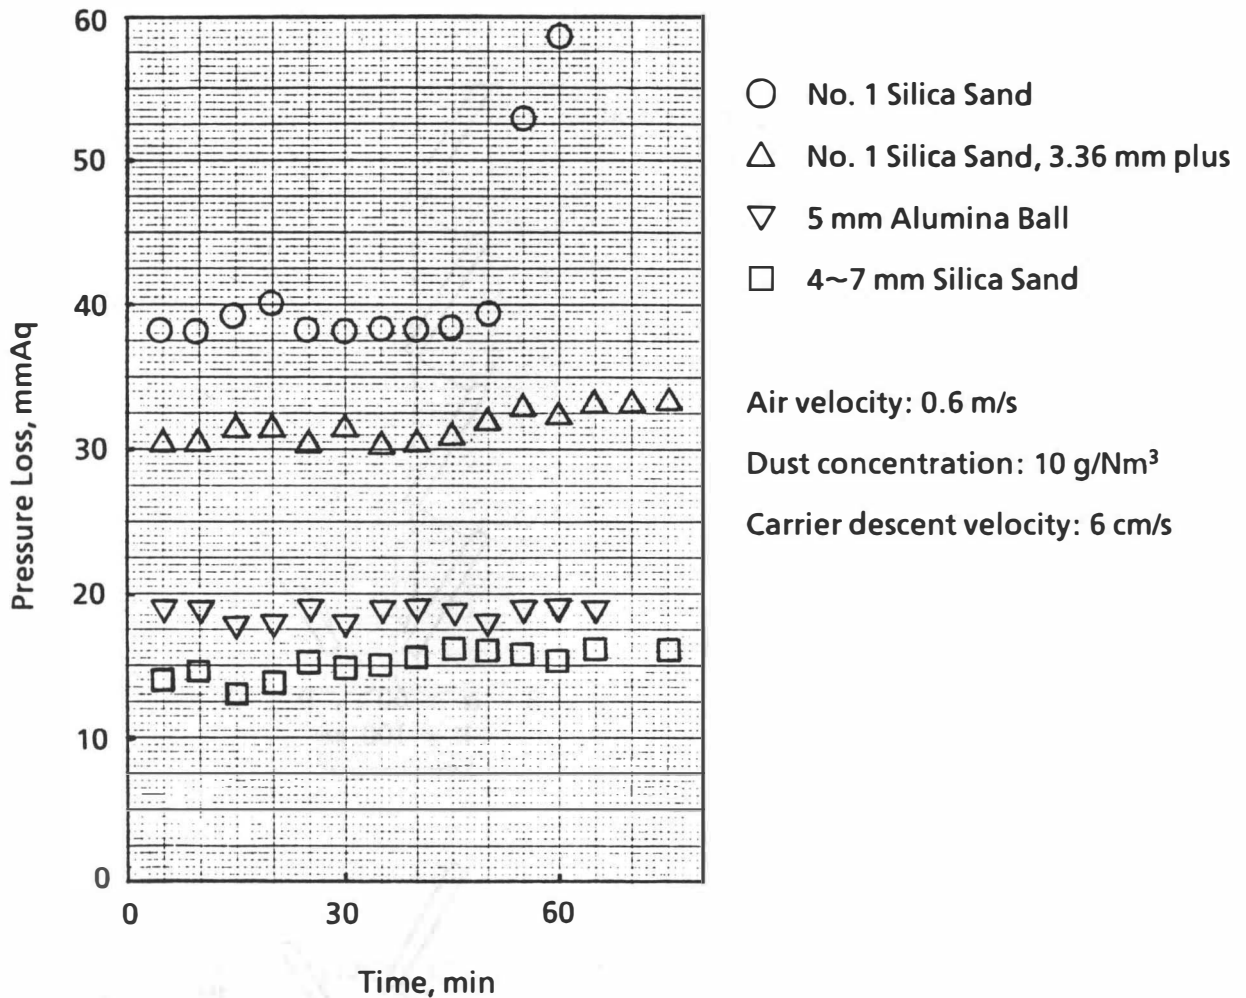 60
50
40
30
20
10
0
Pressure Loss, mmAq
0 30 60
Time, min
No. 1 Silica Sand
No. 1 Silica Sand, 3.36 mm plus
5 mm Alumina Ball
4~7 mm Silica Sand
Air velocity: 0.6 m/s
Dust concentration: 10 g/Nm³
Carrier descent velocity: 6 cm/s